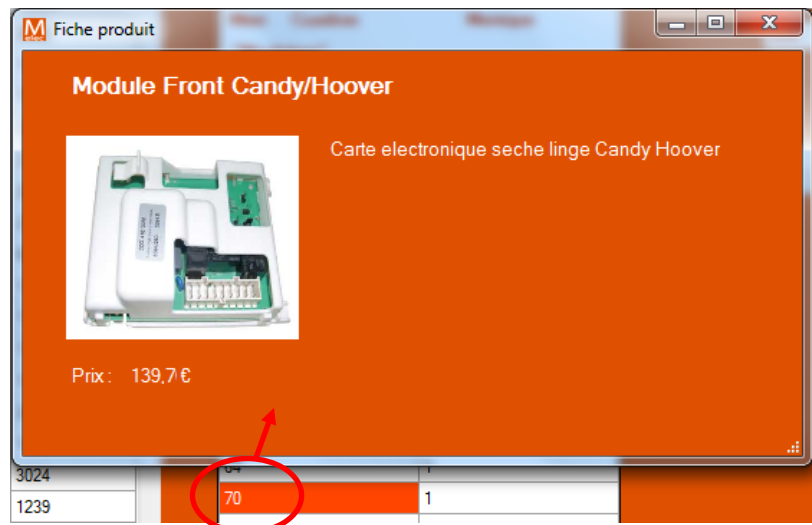 Fiche produit
Module Front Candy/Hoover
Carte electronique seche linge Candy Hoover
Prix : 139,7 €
3024
1239
70 1